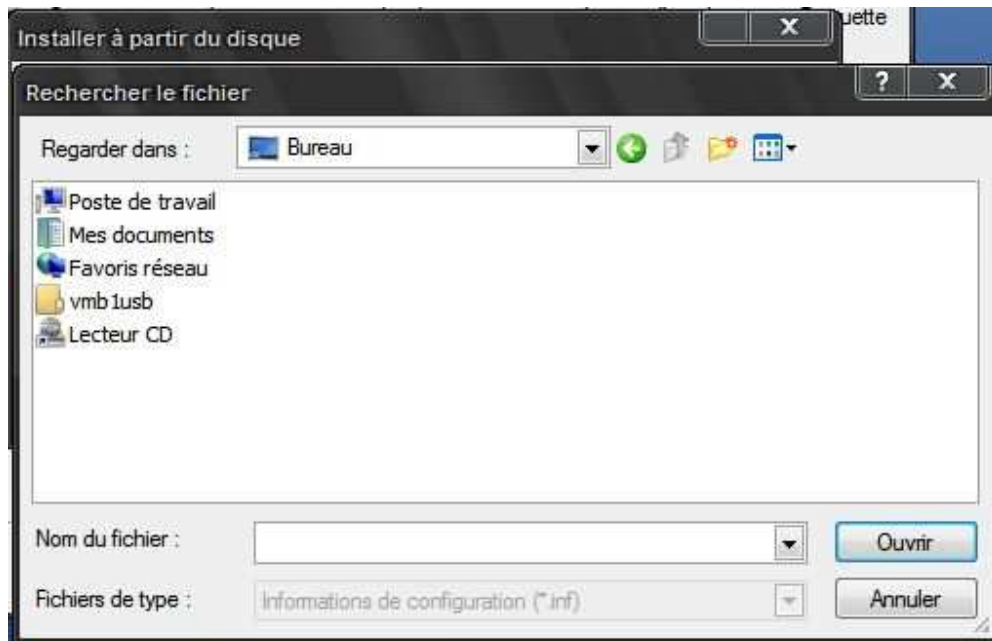 uette
Installer à partir du disque
Rechercher le fichier
Regarder dans :
Bureau
Poste de travail
Mes documents
Favoris réseau
vmb1usb
Lecteur CD
Nom du fichier :
Ouvrir
Fichiers de type :
Informations de configuration (*.inf)
Annuler